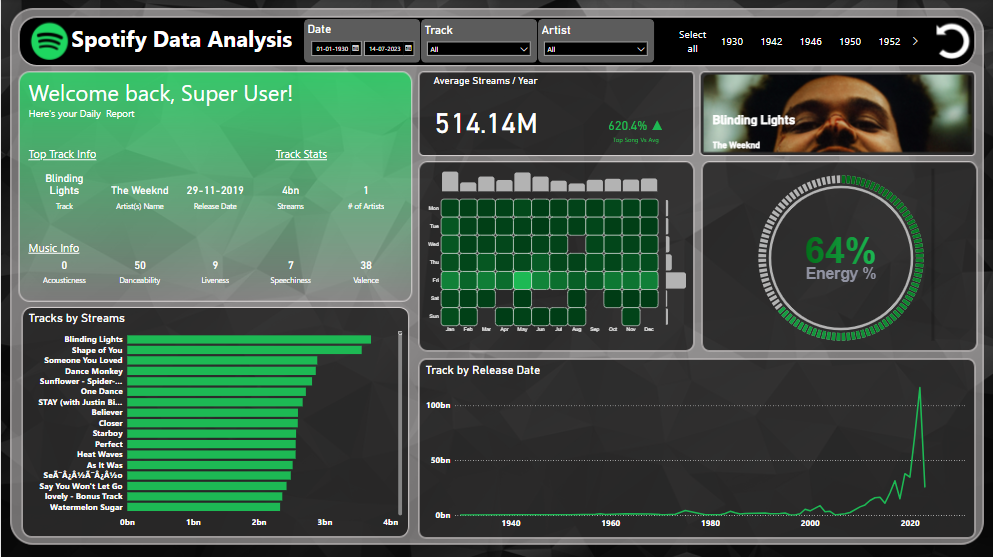 Spotify Data Analysis
Date
01-01-1930 14-07-2023
Track
All
Artist
All
Select all 1930 1942 1946 1950 1952
Welcome back, Super User!
Here's your Daily Report
Top Track Info Track Stats
Blinding
Lights The Weeknd 29-11-2019 4bn 1
Track Artist(s) Name Release Date Streams # of Artists
Music Info
0 50 9 7 38
Acousticness Danceability Liveness Speechiness Valence
Average Streams / Year
514.14M
620.4% ▲
Top Song Vs Avg
Blinding Lights
The Weeknd
Mon
Tue
Wed
Thu
Fri
Sat
Sun
Jan Feb Mar Apr May Jun Jul Aug Sep Oct Nov Dec
64%
Energy %
Tracks by Streams
Blinding Lights
Shape of You
Someone You Loved
Dance Monkey
Sunflower - Spider-...
One Dance
STAY (with Justin Bi...
Believer
Closer
Starboy
Perfect
Heat Waves
As It Was
Say You Won't Let Go
lovely - Bonus Track
Watermelon Sugar
0bn 1bn 2bn 3bn 4bn
Track by Release Date
100bn
50bn
0bn
1940 1960 1980 2000 2020